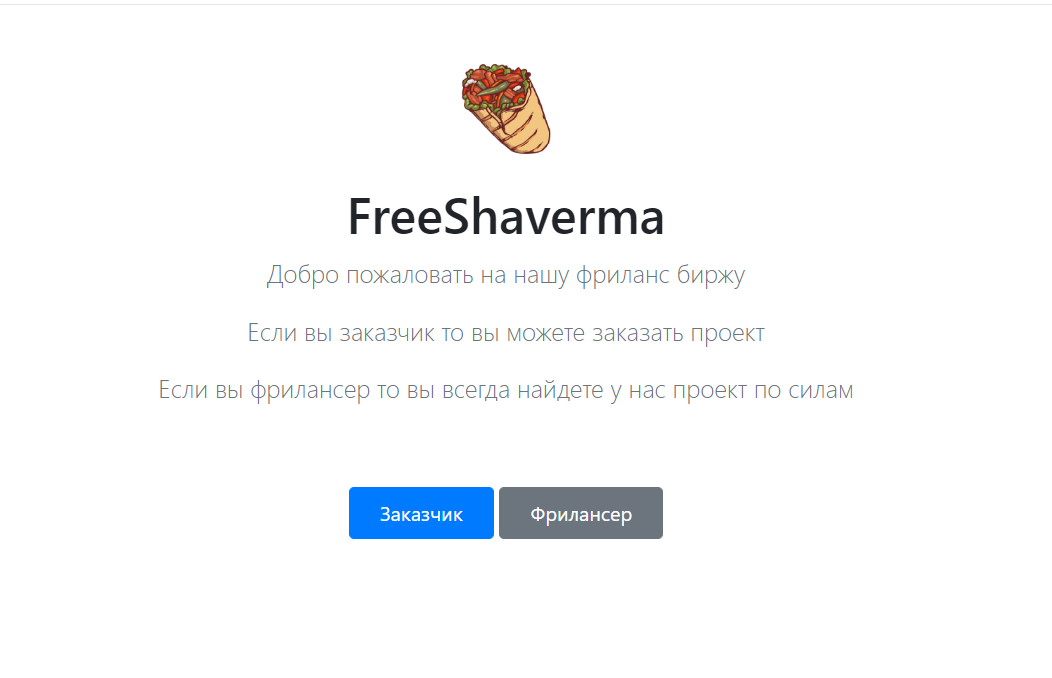 FreeShaverma
Добро пожаловать на нашу фриланс биржу
Если вы заказчик то вы можете заказать проект
Если вы фрилансер то вы всегда найдете у нас проект по силам
Заказчик
Фрилансер